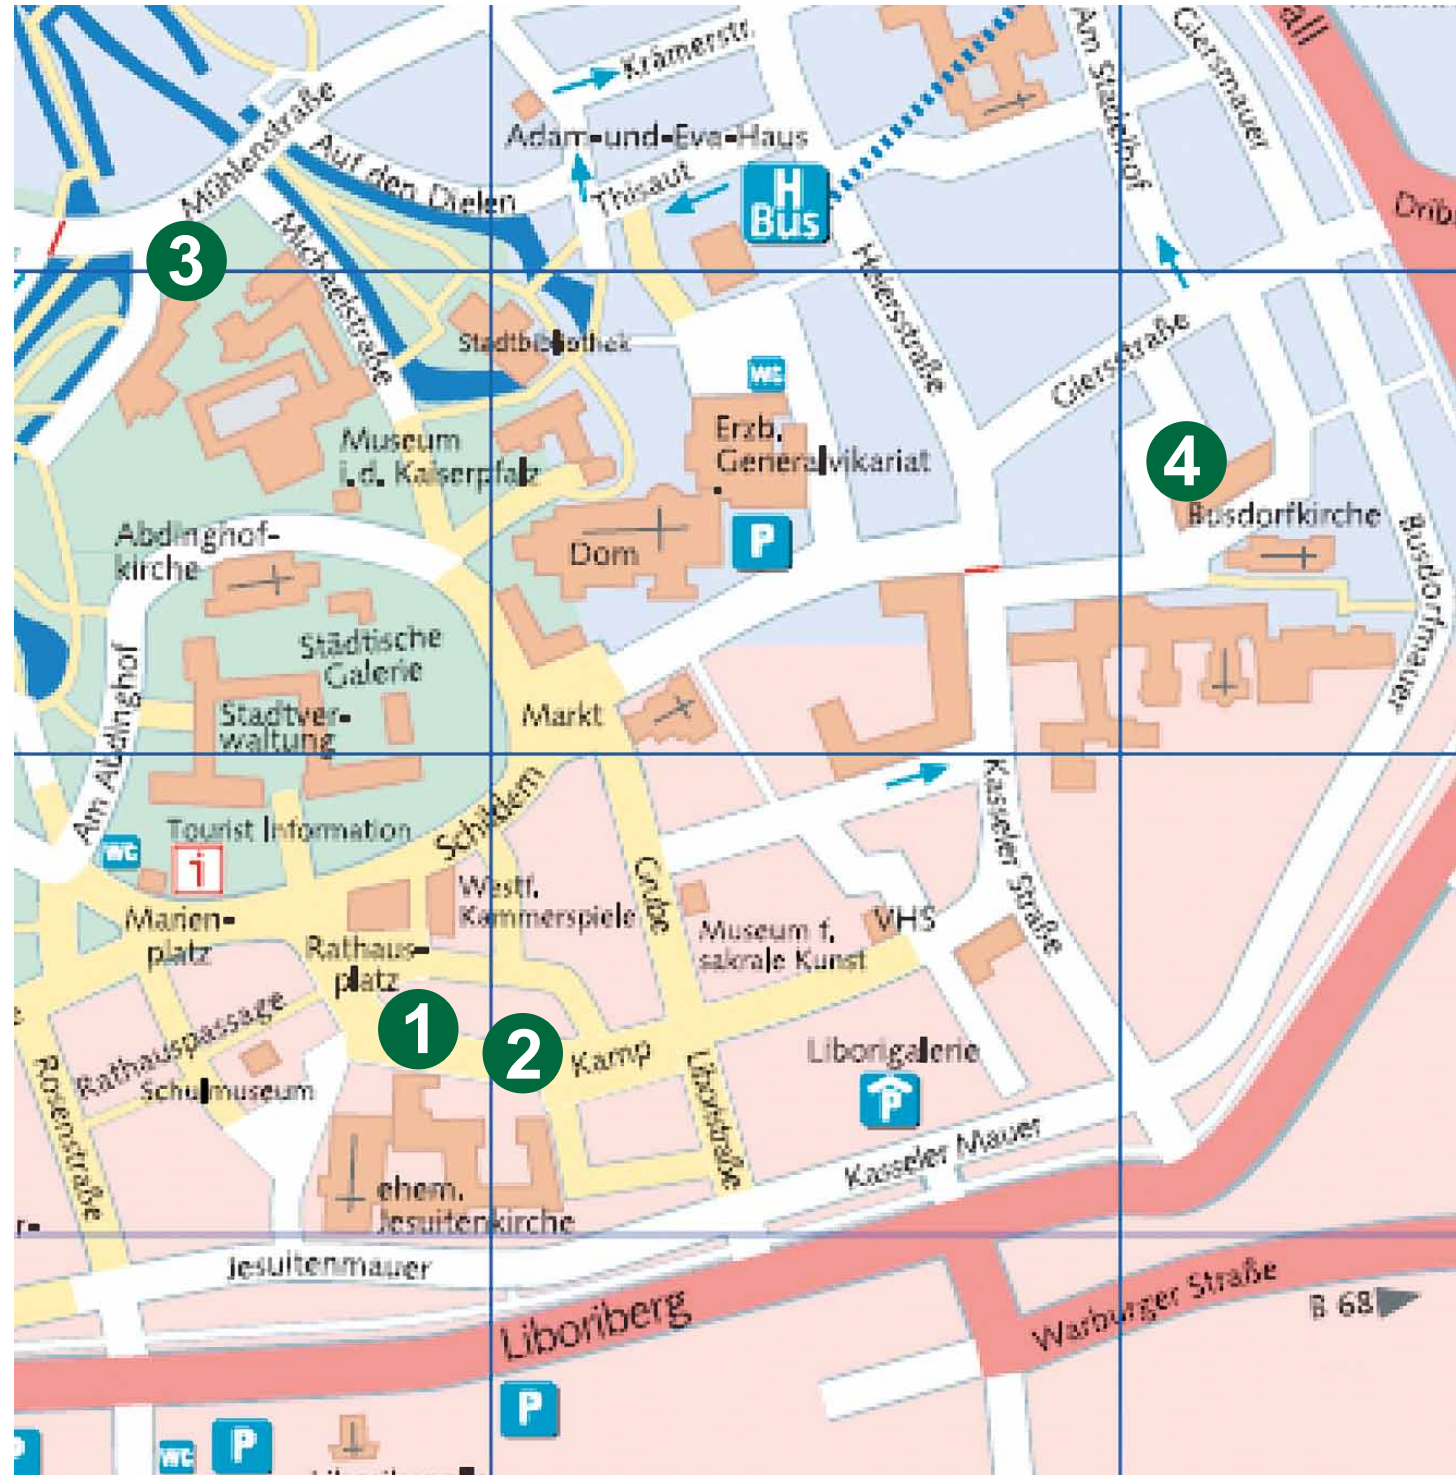 Krämerstr.
Am Stadelhof
Giersmauer
all
Mühlenstraße
Adam-und-Eva-Haus
Auf den Dielen
Thisaut
H
Bus
Drib
3
Michaelstraße
Heiersstraße
Stadtbibliothek
Giersstraße
WC
Museum
i.d. Kaiserpfalz
Erzb.
Generalvikariat
4
Busdorfkirche
Abdinghof-
kirche
Dom
P
Busdorfmauer
Städtische
Galerie
Am Abdinghof
Stadtver-
waltung
Markt
Schildern
Kasseler Straße
Tourist Information
WC
i
Grube
Westf.
Kammerspiele
Marien-
platz
Rathaus-
platz
Museum f.
sakrale Kunst
VHS
Rathauspassage
1
2
Kamp
Liborigalerie
P
Rosenstraße
Schulmuseum
Liboristraße
Kasseler Mauer
ehem.
Jesuitenkirche
r-
Jesuitenmauer
Liboriberg
Warburger Straße
B 68
P
P
WC
P